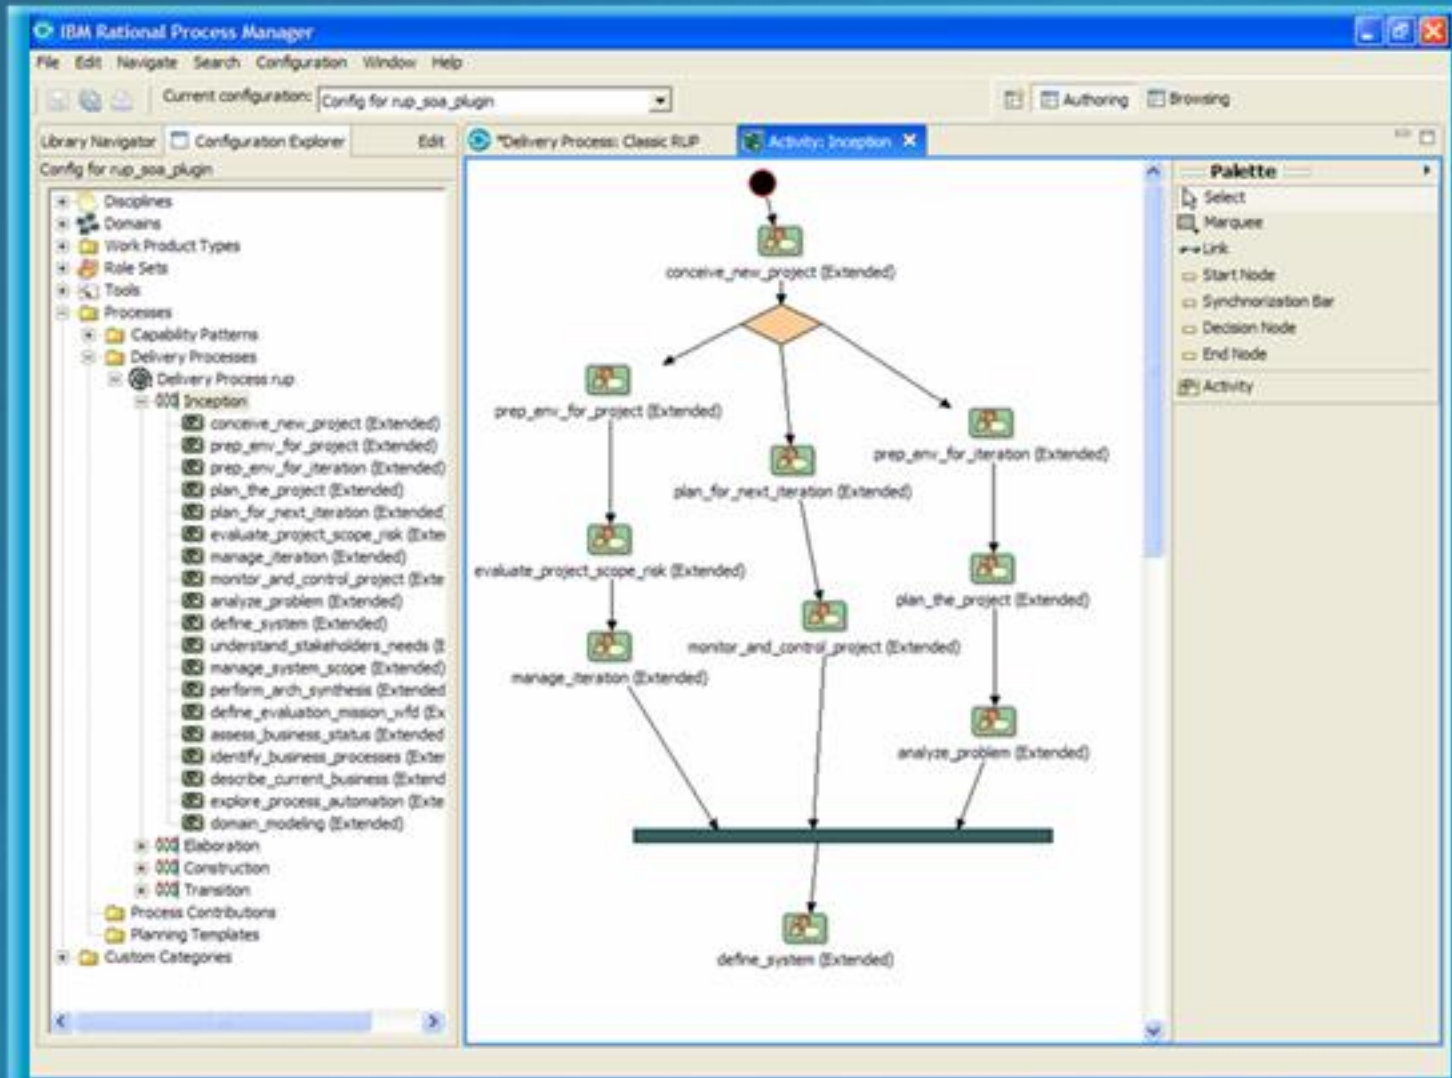 IBM Rational Process Manager
File Edit Navigate Search Configuration Window Help
Current configuration: Config for rup_soa_plugin
Authoring Browsing
Library Navigator Configuration Explorer Edit
Config for rup_soa_plugin
Disciplines
Domains
Work Product Types
Role Sets
Tools
Processes
Capability Patterns
Delivery Processes
Delivery Process rup
Inception
conceive_new_project (Extended)
prep_env_for_project (Extended)
prep_env_for_iteration (Extended)
plan_the_project (Extended)
plan_for_next_iteration (Extended
evaluate_project_scope_risk (Exte
manage_iteration (Extended)
monitor_and_control_project (Exte
analyze_problem (Extended)
define_system (Extended)
understand_stakeholders_needs (E
manage_system_scope (Extended)
perform_arch_synthesis (Extended
define_evaluation_mission_wfd (Ex
assess_business_status (Extended
identify_business_processes (Exter
describe_current_business (Extend
explore_process_automation (Exte
domain_modeling (Extended)
Elaboration
Construction
Transition
Process Contributions
Planning Templates
Custom Categories
*Delivery Process: Classic RUP Activity: Inception
conceive_new_project (Extended)
prep_env_for_project (Extended)
prep_env_for_iteration (Extended)
plan_for_next_iteration (Extended)
evaluate_project_scope_risk (Extended)
plan_the_project (Extended)
monitor_and_control_project (Extended)
manage_iteration (Extended)
analyze_problem (Extended)
define_system (Extended)
Palette
Select
Marquee
Link
Start Node
Synchronization Bar
Decision Node
End Node
Activity